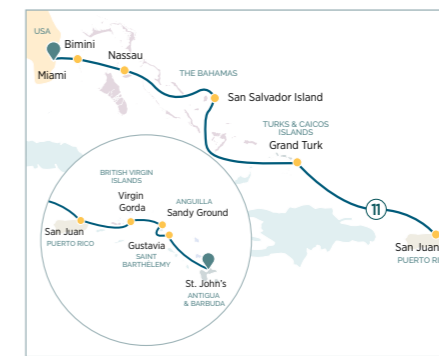 USA
Bimini
Miami
Nassau
THE BAHAMAS
San Salvador Island
TURKS & CAICOS
ISLANDS
Grand Turk
11
San Juan
BRITISH VIRGIN
ISLANDS
Virgin
Gorda
ANGUILLA
Sandy Ground
San Juan
PUERTO RICO
Gustavia
SAINT
BARTHÉLEMY
St. John's
ANTIGUA
& BARBUDA